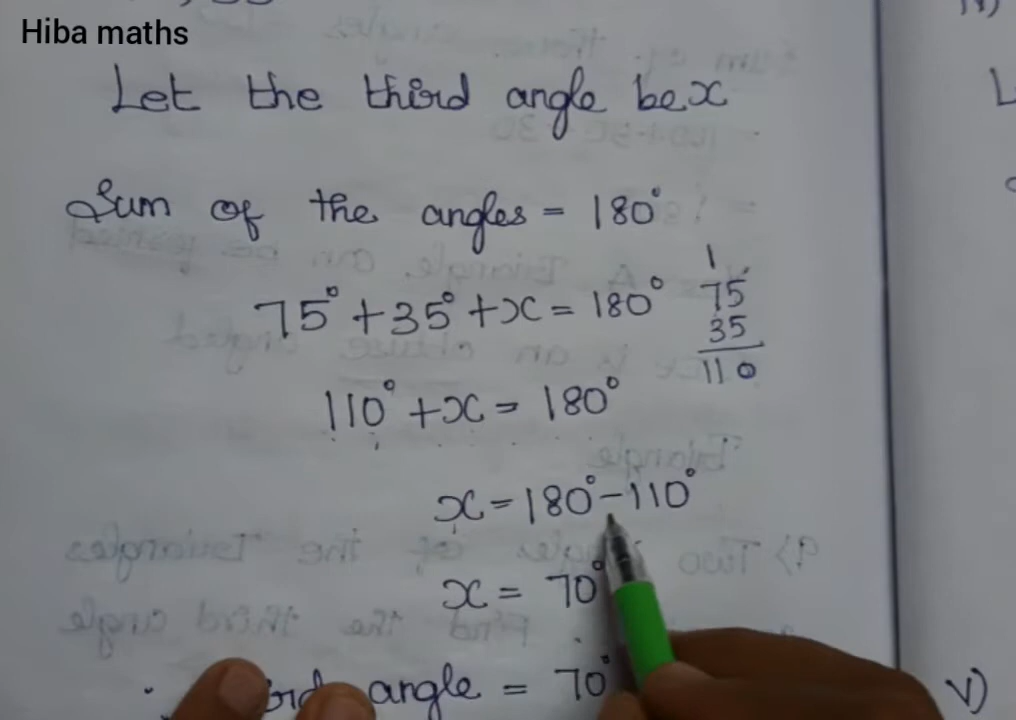 Hiba maths
Let the third angle be x
Sum of the angles = 180°
75° + 35° + x = 180°
1
75
35
110
110° + x = 180°
x = 180° - 110°
x = 70°
angle = 70°
v)